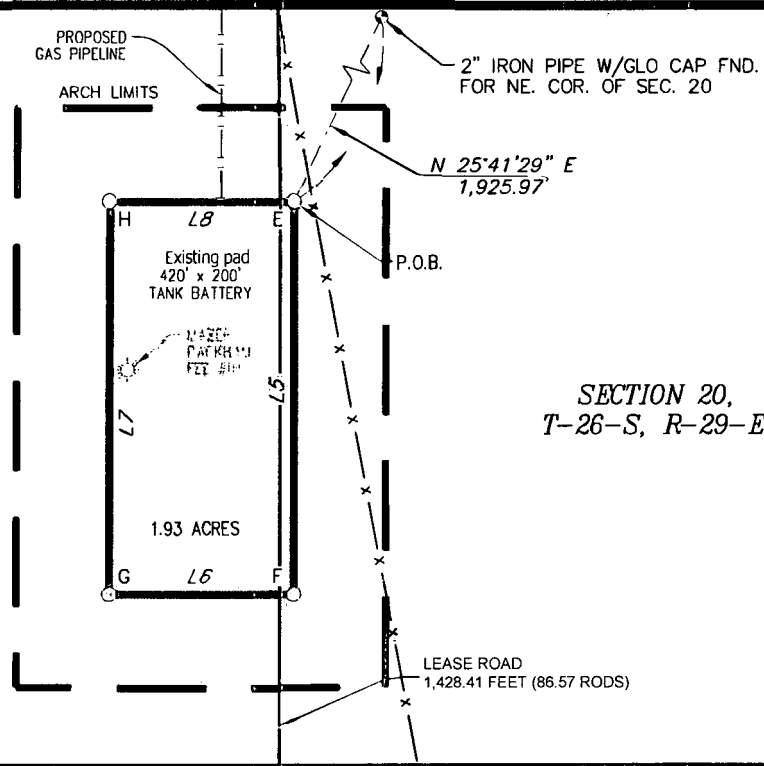 PROPOSED
GAS PIPELINE
2" IRON PIPE W/GLO CAP FND.
FOR NE. COR. OF SEC. 20
ARCH LIMITS
N 25°41'29" E
1,925.97'
H
L8
E
P.O.B.
Existing pad
420' x 200'
TANK BATTERY
L7
L5
SECTION 20,
T-26-S, R-29-E
1.93 ACRES
G
L6
F
LEASE ROAD
1,428.41 FEET (86.57 RODS)